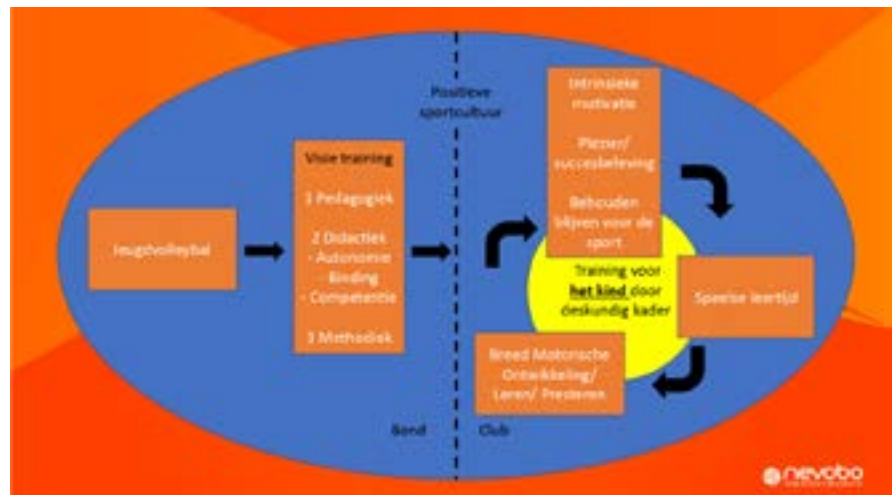 Positieve
sportcultuur
Jeugdvolleybal
Visie training
1 Pedagogiek
2 Didactiek
- Autonomie
- Binding
- Competentie
3 Methodiek
Bond
Intrinsieke
motivatie
Plezier/
succesbeleving
Behouden
blijven voor de
sport
Training voor
het kind door
deskundig kader
Speelse leertijd
Breed Motorische
Ontwikkeling/
Leren/ Presteren
Club
nevobo